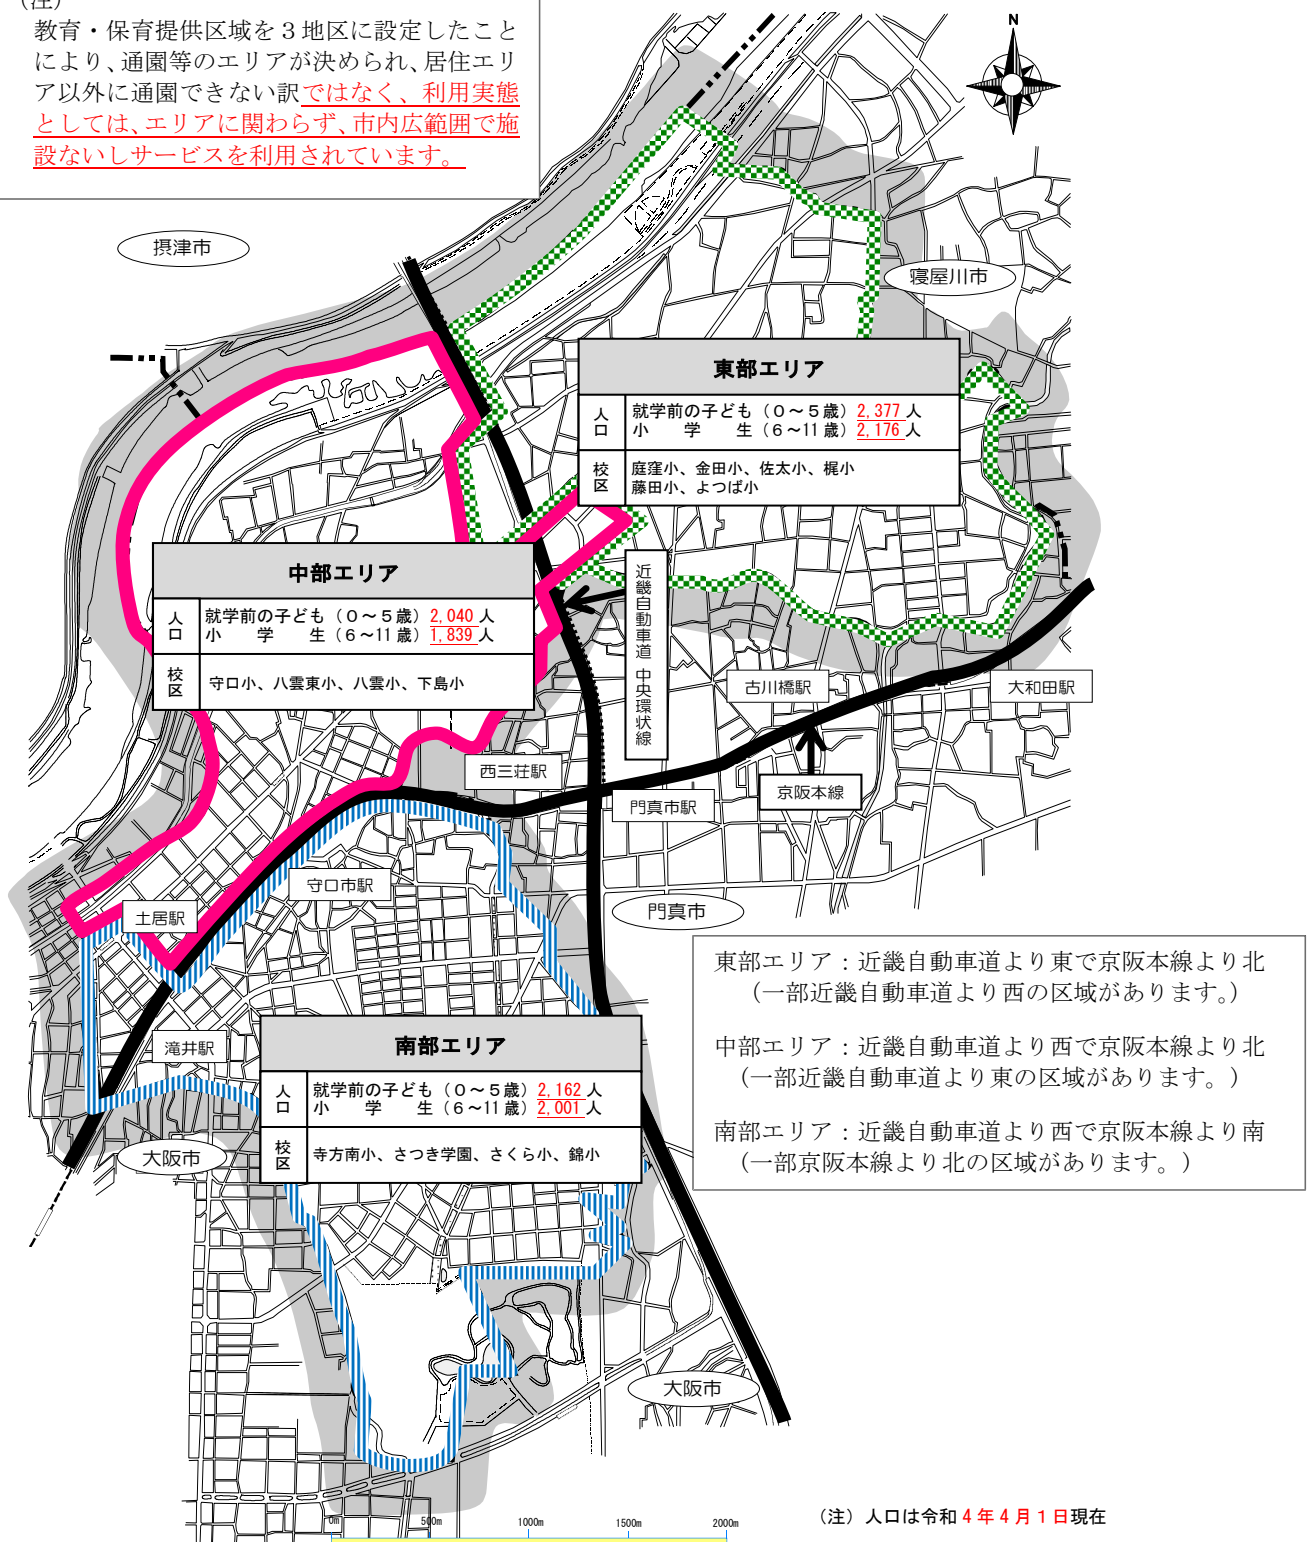 （注）
教育・保育提供区域を３地区に設定したこと
により、通園等のエリアが決められ、居住エリ
ア以外に通園できない訳ではなく、利用実態
としては、エリアに関わらず、市内広範囲で施
設ないしサービスを利用されています。
N
摂津市
寝屋川市
東部エリア
人口
就学前の子ども（０～５歳）2,377人
小　学　生（６～11歳）2,176人
校区
庭窪小、金田小、佐太小、梶小
藤田小、よつば小
中部エリア
人口
就学前の子ども（０～５歳）2,040人
小　学　生（６～11歳）1,839人
校区
守口小、八雲東小、八雲小、下島小
近畿自動車道　中央環状線
古川橋駅
大和田駅
西三荘駅
門真市駅
京阪本線
守口市駅
土居駅
門真市
東部エリア：近畿自動車道より東で京阪本線より北
（一部近畿自動車道より西の区域があります。）
中部エリア：近畿自動車道より西で京阪本線より北
（一部近畿自動車道より東の区域があります。）
南部エリア：近畿自動車道より西で京阪本線より南
（一部京阪本線より北の区域があります。）
滝井駅
南部エリア
人口
就学前の子ども（０～５歳）2,162人
小　学　生（６～11歳）2,001人
校区
寺方南小、さつき学園、さくら小、錦小
大阪市
大阪市
0m
500m
1000m
1500m
2000m
（注）人口は令和４年４月１日現在